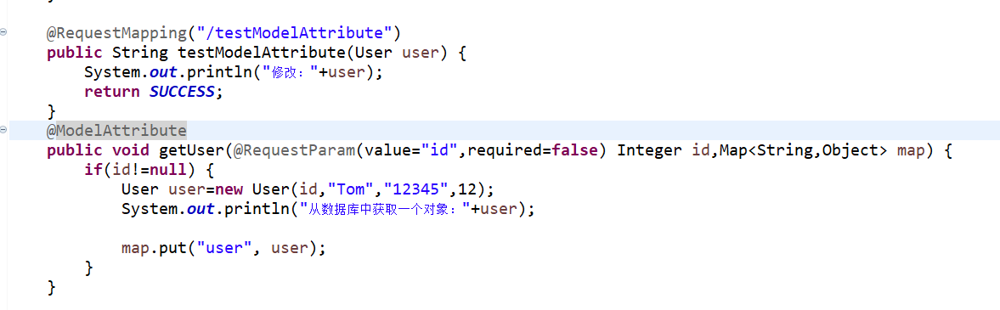 @RequestMapping("/testModelAttribute")
public String testModelAttribute(User user) {
System.out.println("修改："+user);
return SUCCESS;
}
@ModelAttribute
public void getUser(@RequestParam(value="id",required=false) Integer id,Map<String,Object> map) {
if(id!=null) {
User user=new User(id,"Tom","12345",12);
System.out.println("从数据库中获取一个对象："+user);
map.put("user", user);
}
}